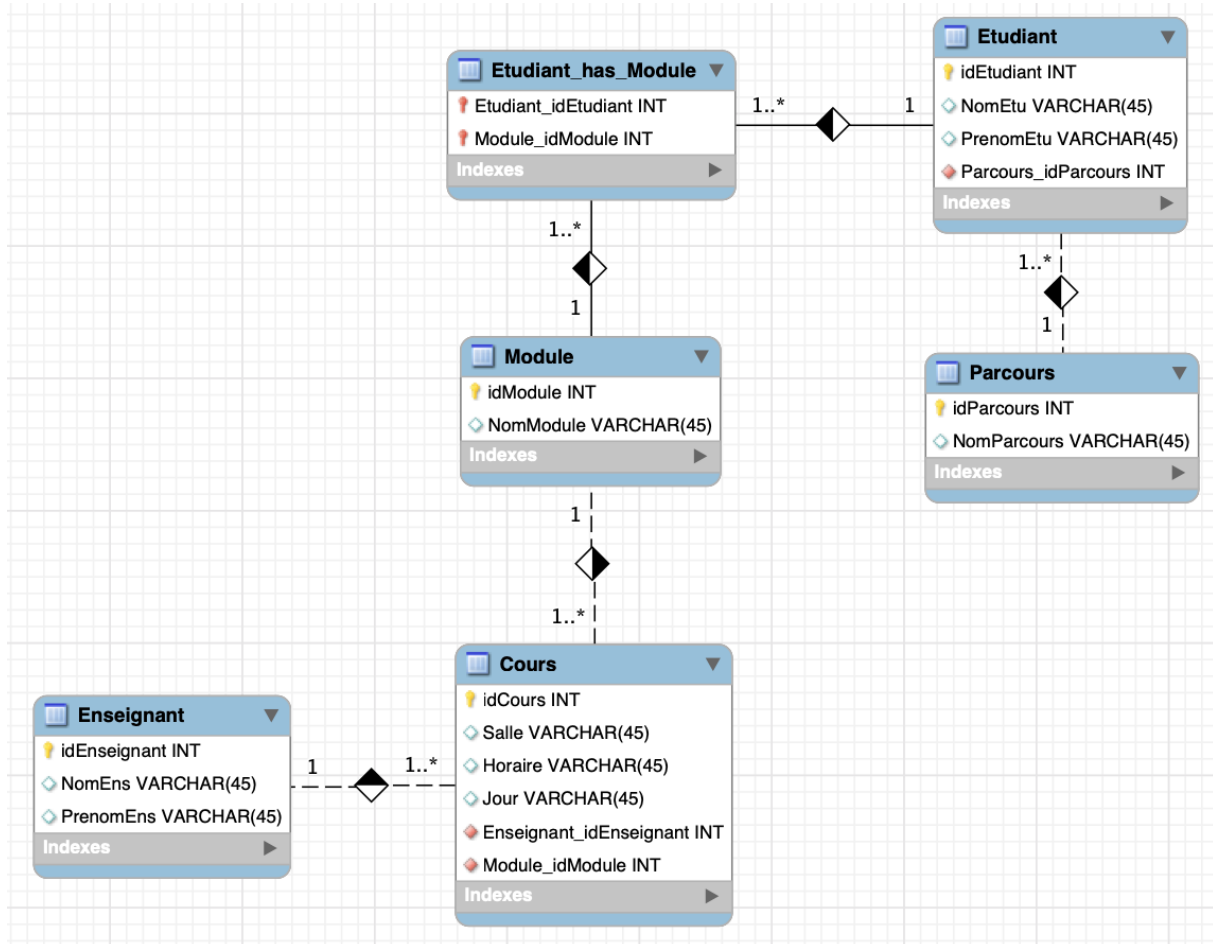 Etudiant_has_Module
Etudiant_idEtudiant INT
Module_idModule INT
Indexes
1..*
1
Etudiant
idEtudiant INT
NomEtu VARCHAR(45)
PrenomEtu VARCHAR(45)
Parcours_idParcours INT
Indexes
1..*
1
1..*
1
Module
idModule INT
NomModule VARCHAR(45)
Indexes
Parcours
idParcours INT
NomParcours VARCHAR(45)
Indexes
1
1..*
Cours
idCours INT
Salle VARCHAR(45)
Horaire VARCHAR(45)
Jour VARCHAR(45)
Enseignant_idEnseignant INT
Module_idModule INT
Indexes
Enseignant
idEnseignant INT
NomEns VARCHAR(45)
PrenomEns VARCHAR(45)
Indexes
1
1..*